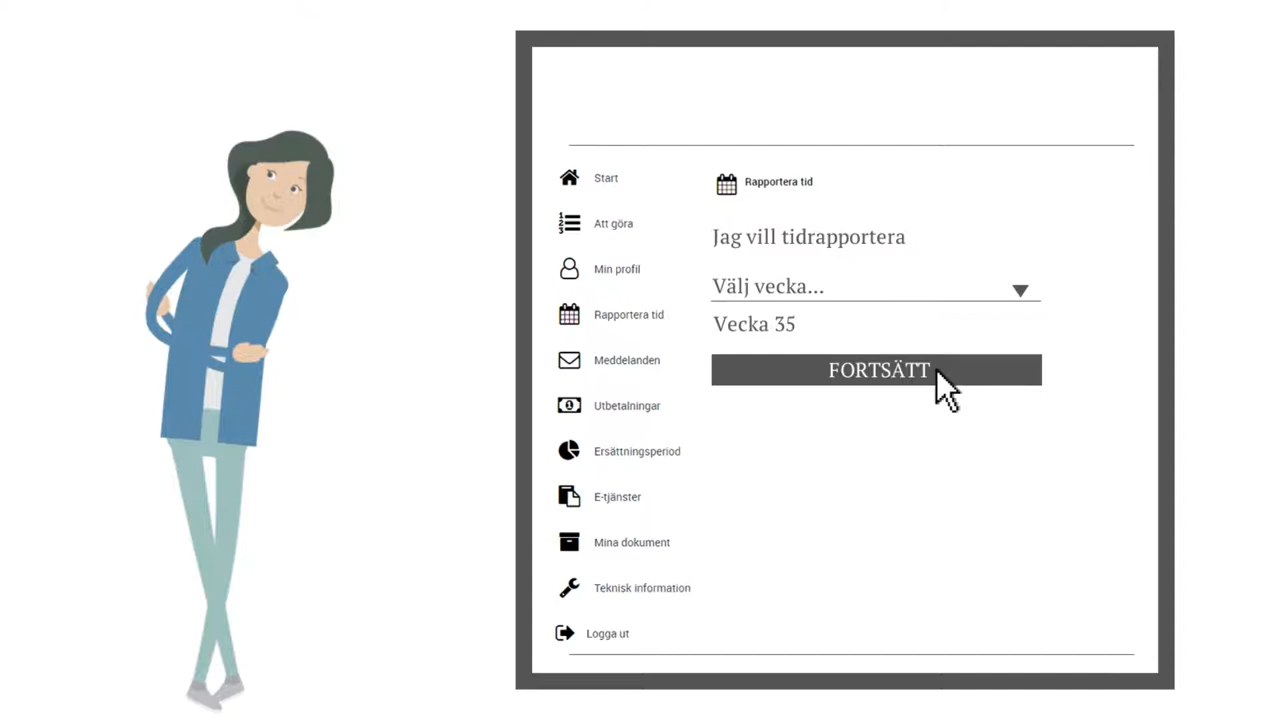 Start
Att göra
Min profil
Rapportera tid
Meddelanden
Utbetalningar
Ersättningsperiod
E-tjänster
Mina dokument
Teknisk information
Logga ut
Rapportera tid
Jag vill tidrapportera
Välj vecka...
Vecka 35
FORTSÄTT